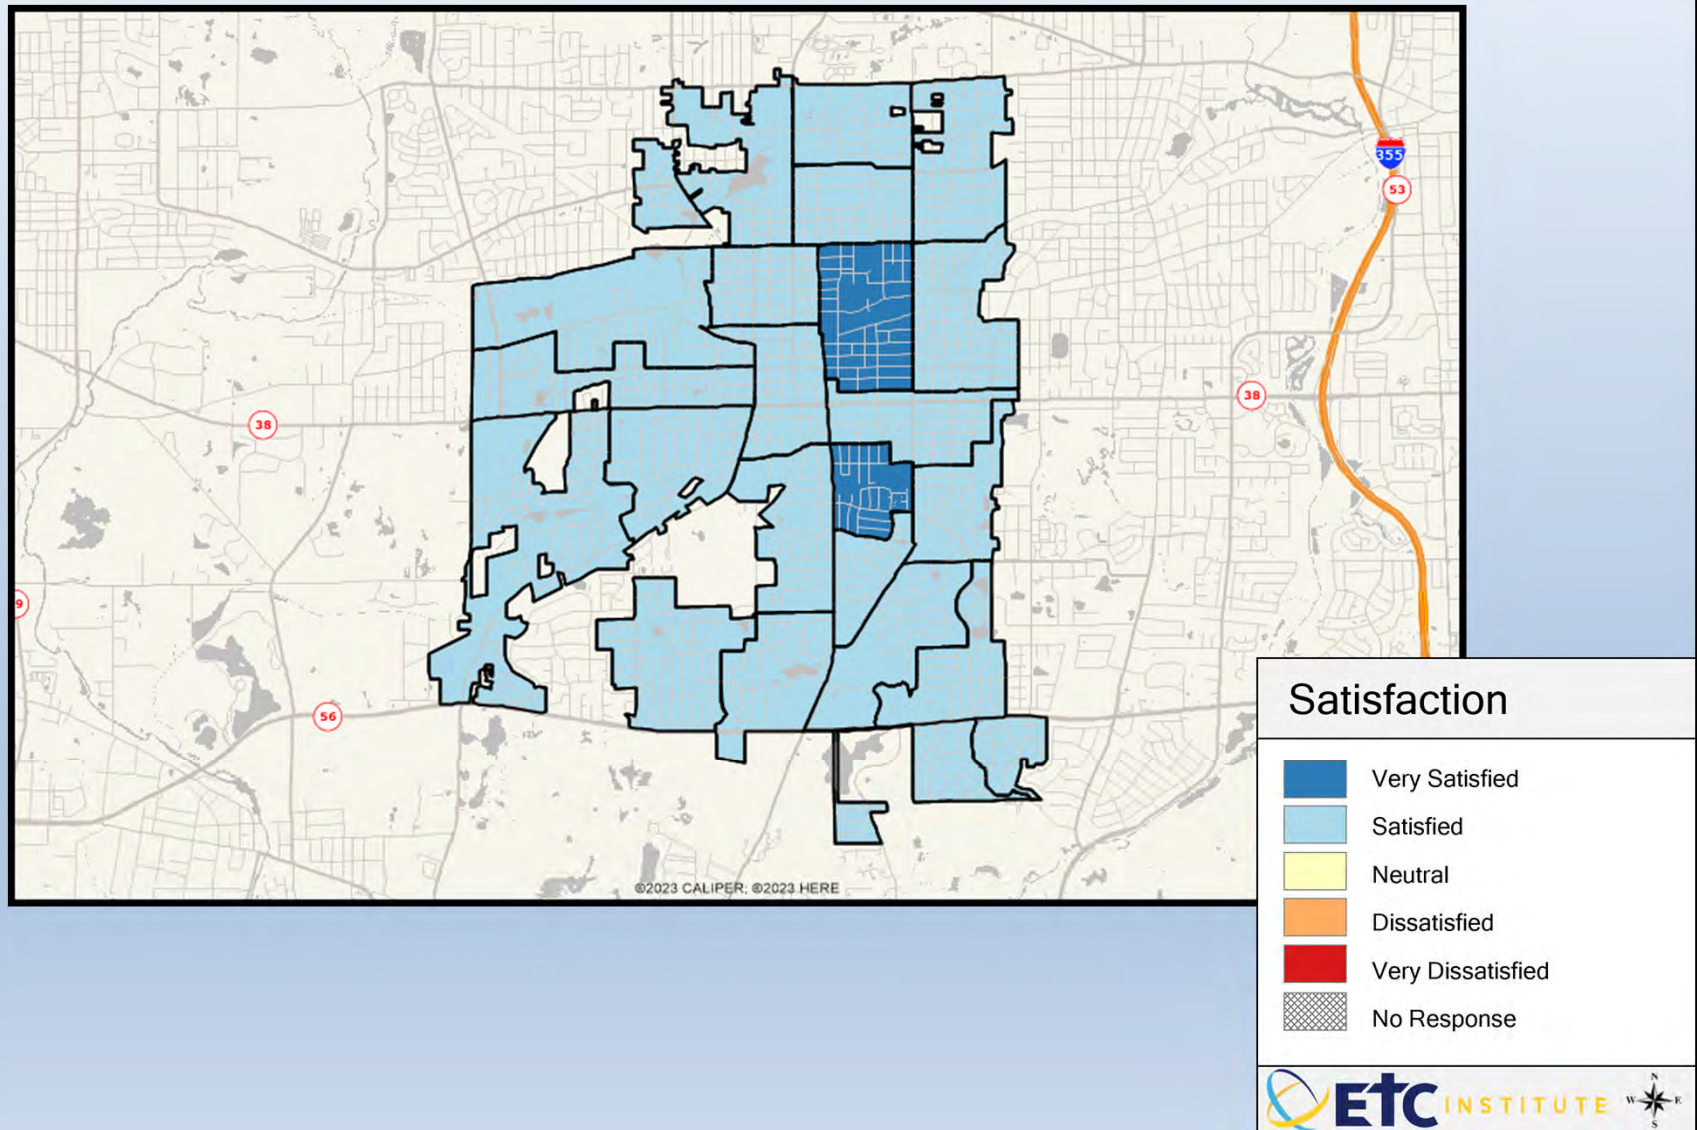 355
53
38
38
9
56
©2023 CALIPER; ©2023 HERE
Satisfaction
Very Satisfied
Satisfied
Neutral
Dissatisfied
Very Dissatisfied
No Response
ETC INSTITUTE
N
W E
S